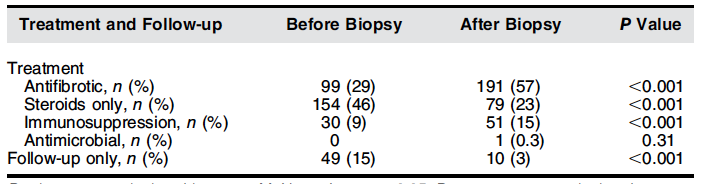 Treatment and Follow-up Before Biopsy After Biopsy P Value
Treatment
Antifibrotic, n (%) 99 (29) 191 (57) <0.001
Steroids only, n (%) 154 (46) 79 (23) <0.001
Immunosuppression, n (%) 30 (9) 51 (15) <0.001
Antimicrobial, n (%) 0 1 (0.3) 0.31
Follow-up only, n (%) 49 (15) 10 (3) <0.001